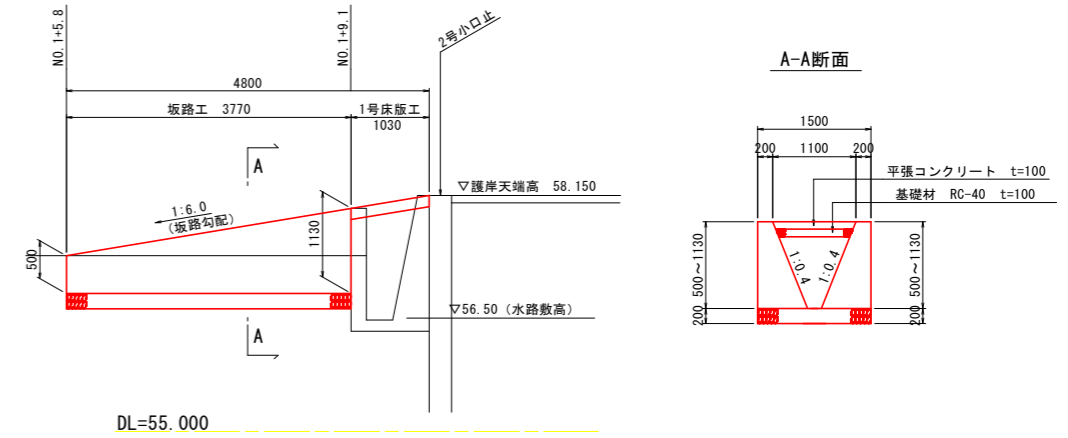 NO.1+5.8
NO.1+9.1
2号小口止
4800
坂路工 3770
1号床版工
1030
A
▽護岸天端高 58.150
1:6.0
(坂路勾配)
1130
500
▽56.50（水路敷高）
A
DL=55.000
A-A断面
1500
200
1100
200
平張コンクリート t=100
基礎材 RC-40 t=100
500～1130
1:0.4
1:0.4
500～1130
200
200